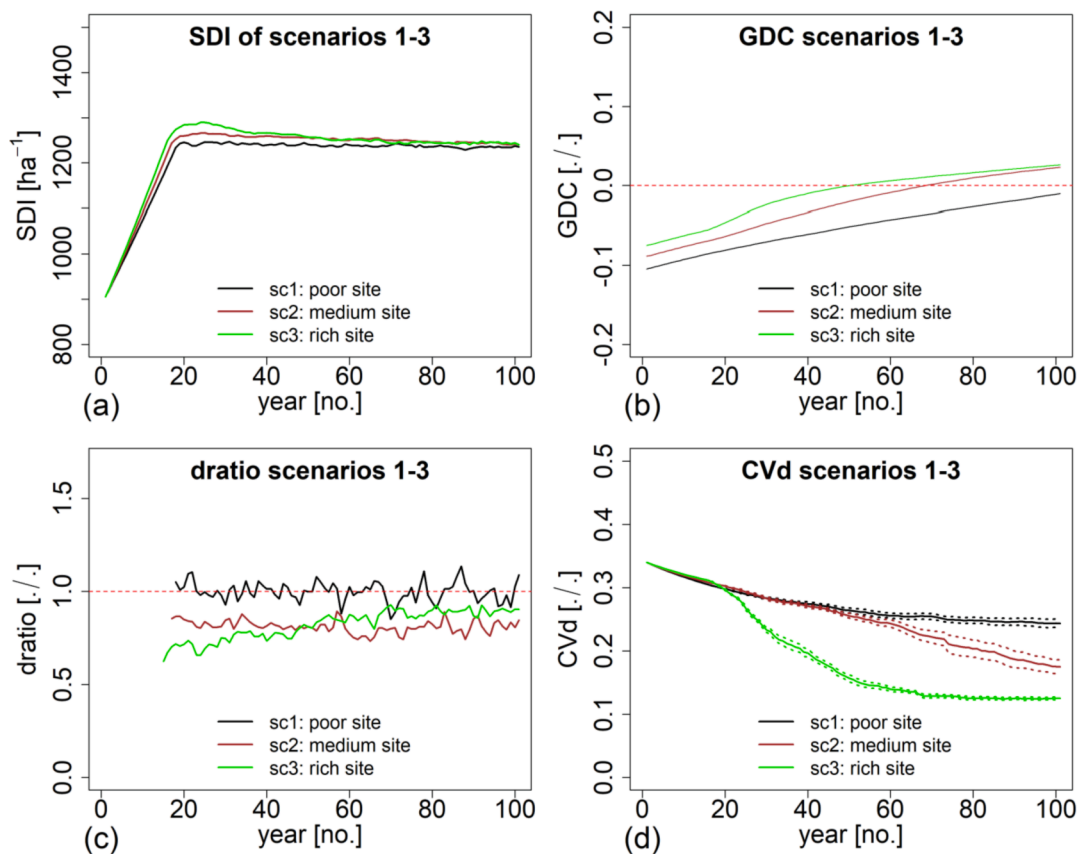 SDI of scenarios 1-3
SDI [ha⁻¹]
800 1000 1200 1400
sc1: poor site
sc2: medium site
sc3: rich site
0 20 40 60 80 100
year [no.]
(a)
GDC scenarios 1-3
GDC [./.]
-0.2 -0.1 0.0 0.1 0.2
sc1: poor site
sc2: medium site
sc3: rich site
0 20 40 60 80 100
year [no.]
(b)
dratio scenarios 1-3
dratio [./.]
0.0 0.5 1.0 1.5
sc1: poor site
sc2: medium site
sc3: rich site
0 20 40 60 80 100
year [no.]
(c)
CVd scenarios 1-3
CVd [./.]
0.0 0.1 0.2 0.3 0.4 0.5
sc1: poor site
sc2: medium site
sc3: rich site
0 20 40 60 80 100
year [no.]
(d)